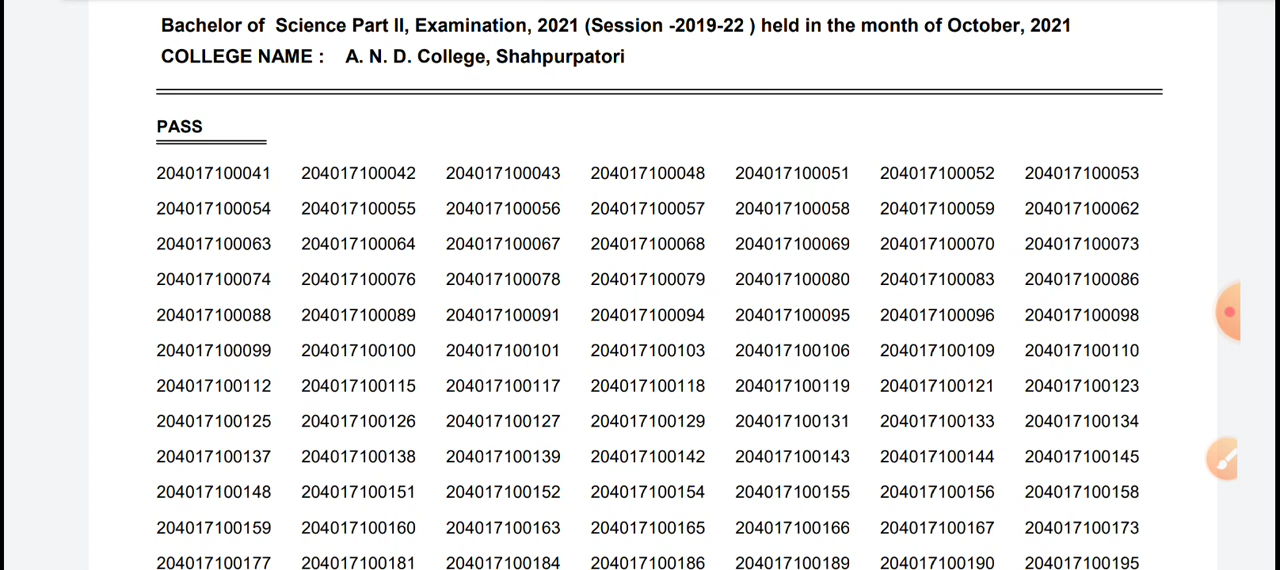 Bachelor of Science Part II, Examination, 2021 (Session -2019-22 ) held in the month of October, 2021
COLLEGE NAME : A. N. D. College, Shahpurpatori
PASS
204017100041 204017100042 204017100043 204017100048 204017100051 204017100052 204017100053
204017100054 204017100055 204017100056 204017100057 204017100058 204017100059 204017100062
204017100063 204017100064 204017100067 204017100068 204017100069 204017100070 204017100073
204017100074 204017100076 204017100078 204017100079 204017100080 204017100083 204017100086
204017100088 204017100089 204017100091 204017100094 204017100095 204017100096 204017100098
204017100099 204017100100 204017100101 204017100103 204017100106 204017100109 204017100110
204017100112 204017100115 204017100117 204017100118 204017100119 204017100121 204017100123
204017100125 204017100126 204017100127 204017100129 204017100131 204017100133 204017100134
204017100137 204017100138 204017100139 204017100142 204017100143 204017100144 204017100145
204017100148 204017100151 204017100152 204017100154 204017100155 204017100156 204017100158
204017100159 204017100160 204017100163 204017100165 204017100166 204017100167 204017100173
204017100177 204017100181 204017100184 204017100186 204017100189 204017100190 204017100195